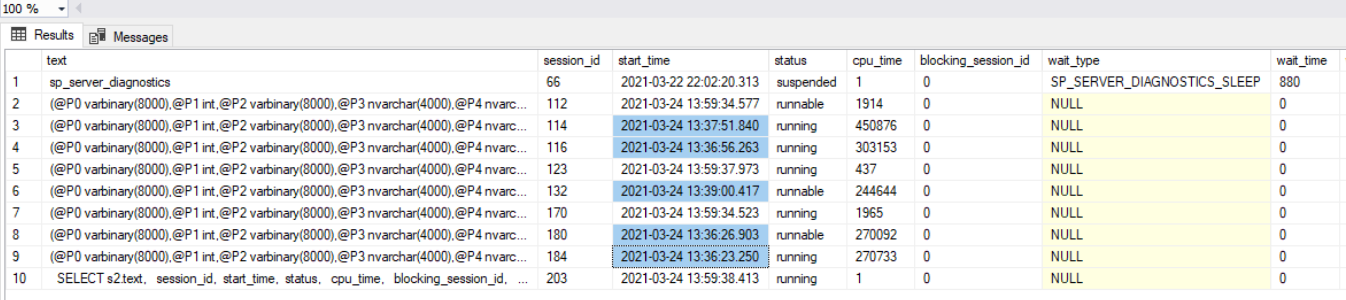 100 %
Results Messages
text session_id start_time status cpu_time blocking_session_id wait_type wait_time
1 sp_server_diagnostics 66 2021-03-22 22:02:20.313 suspended 1 0 SP_SERVER_DIAGNOSTICS_SLEEP 880
2 (@P0 varbinary(8000),@P1 int,@P2 varbinary(8000),@P3 nvarchar(4000),@P4 nvarc... 112 2021-03-24 13:59:34.577 runnable 1914 0 NULL 0
3 (@P0 varbinary(8000),@P1 int,@P2 varbinary(8000),@P3 nvarchar(4000),@P4 nvarc... 114 2021-03-24 13:37:51.840 running 450876 0 NULL 0
4 (@P0 varbinary(8000),@P1 int,@P2 varbinary(8000),@P3 nvarchar(4000),@P4 nvarc... 116 2021-03-24 13:36:56.263 running 303153 0 NULL 0
5 (@P0 varbinary(8000),@P1 int,@P2 varbinary(8000),@P3 nvarchar(4000),@P4 nvarc... 123 2021-03-24 13:59:37.973 running 437 0 NULL 0
6 (@P0 varbinary(8000),@P1 int,@P2 varbinary(8000),@P3 nvarchar(4000),@P4 nvarc... 132 2021-03-24 13:39:00.417 runnable 244644 0 NULL 0
7 (@P0 varbinary(8000),@P1 int,@P2 varbinary(8000),@P3 nvarchar(4000),@P4 nvarc... 170 2021-03-24 13:59:34.523 running 1965 0 NULL 0
8 (@P0 varbinary(8000),@P1 int,@P2 varbinary(8000),@P3 nvarchar(4000),@P4 nvarc... 180 2021-03-24 13:36:26.903 runnable 270092 0 NULL 0
9 (@P0 varbinary(8000),@P1 int,@P2 varbinary(8000),@P3 nvarchar(4000),@P4 nvarc... 184 2021-03-24 13:36:23.250 running 270733 0 NULL 0
10 SELECT s2.text, session_id, start_time, status, cpu_time, blocking_session_id, ... 203 2021-03-24 13:59:38.413 running 1 0 NULL 0